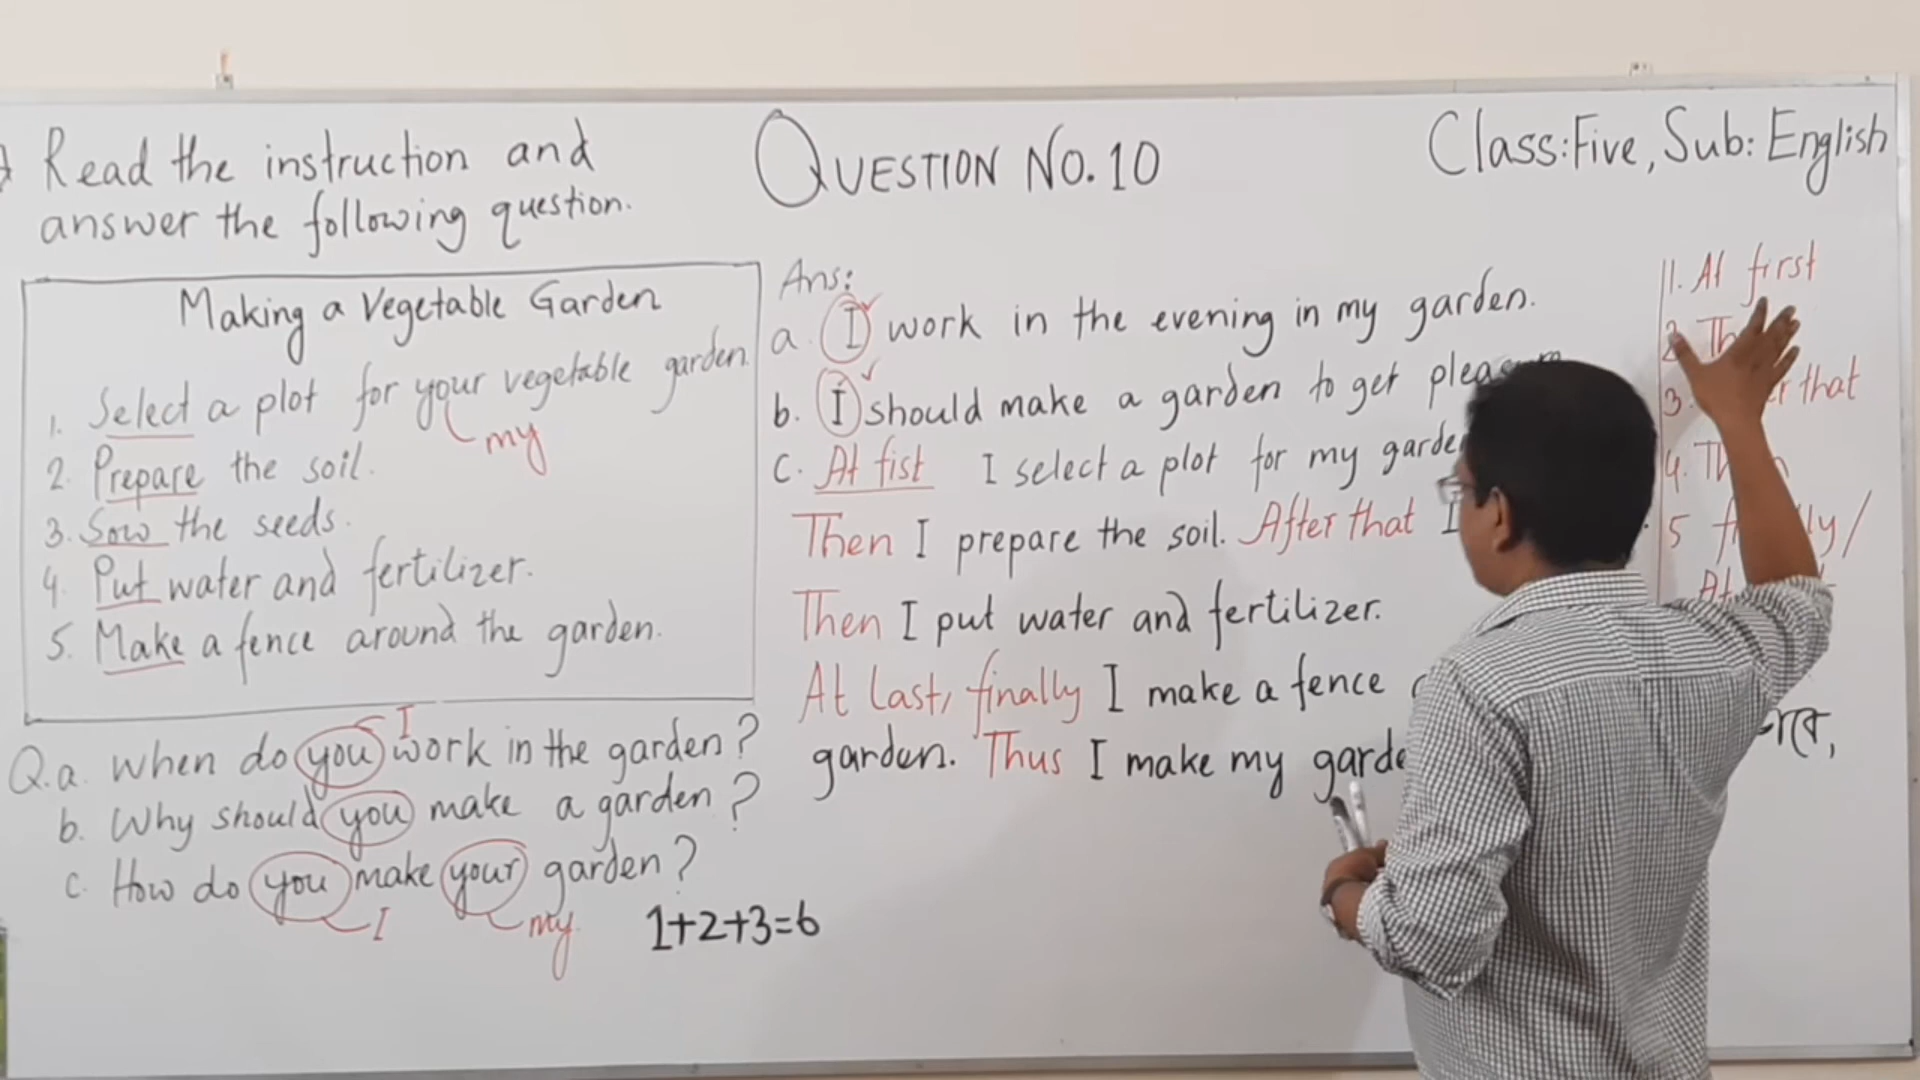 Read the instruction and
answer the following question.
Making a Vegetable Garden
1. Select a plot for your vegetable garden.
my
2. Prepare the soil.
3. Sow the seeds.
4. Put water and fertilizer.
5. Make a fence around the garden.
I
Q.a. When do you work in the garden?
b. Why should you make a garden?
c. How do you make your garden?
I my
1+2+3=6
QUESTION NO. 10
Ans:
a. I work in the evening in my garden.
b. I should make a garden to get
c. At fist I select a plot for my
Then I prepare the soil. After that I
Then I put water and fertilizer.
At Last, finally I make a fence
garden. Thus I make my
Class: Five, Sub: English
1. At first
2.
3. that
4.
5